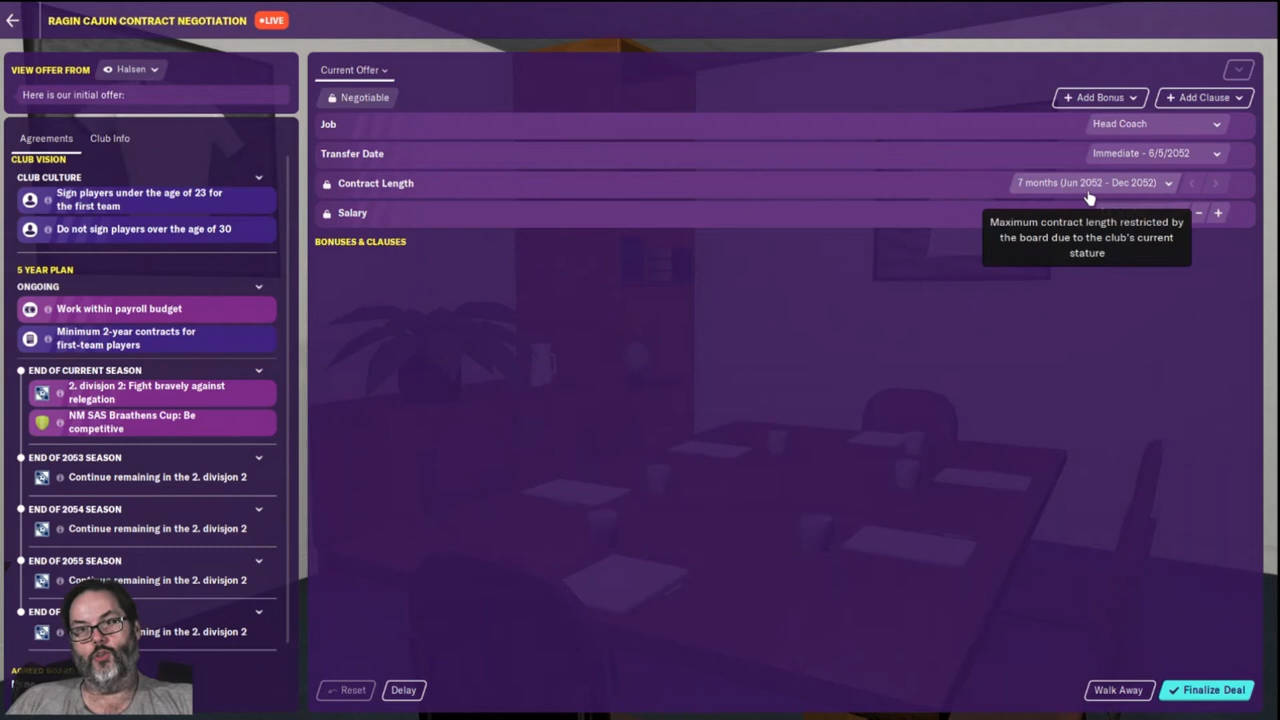 RAGIN CAJUN CONTRACT NEGOTIATION
LIVE
VIEW OFFER FROM
Halsen
Here is our initial offer:
Agreements
Club Info
CLUB VISION
CLUB CULTURE
Sign players under the age of 23 for
the first team
Do not sign players over the age of 30
5 YEAR PLAN
ONGOING
Work within payroll budget
Minimum 2-year contracts for
first-team players
END OF CURRENT SEASON
2. divisjon 2: Fight bravely against
relegation
NM SAS Braathens Cup: Be
competitive
END OF 2053 SEASON
Continue remaining in the 2. divisjon 2
END OF 2054 SEASON
Continue remaining in the 2. divisjon 2
END OF 2055 SEASON
remaining in the 2. divisjon 2
END OF
in the 2. divisjon 2
Current Offer
Negotiable
+ Add Bonus
+ Add Clause
Job
Head Coach
Transfer Date
Immediate - 6/5/2052
Contract Length
7 months (Jun 2052 - Dec 2052)
Salary
Maximum contract length restricted by
the board due to the club's current
stature
BONUSES & CLAUSES
Reset
Delay
Walk Away
Finalize Deal